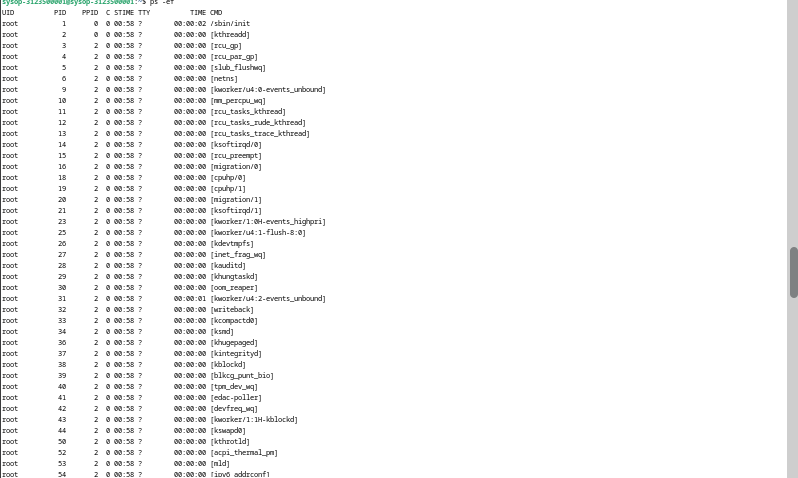 sysop-3123500001@sysop-3123500001:~$ ps -ef
UID PID PPID C STIME TTY TIME CMD
root 1 0 0 00:58 ? 00:00:02 /sbin/init
root 2 0 0 00:58 ? 00:00:00 [kthreadd]
root 3 2 0 00:58 ? 00:00:00 [rcu_gp]
root 4 2 0 00:58 ? 00:00:00 [rcu_par_gp]
root 5 2 0 00:58 ? 00:00:00 [slub_flushwq]
root 6 2 0 00:58 ? 00:00:00 [netns]
root 9 2 0 00:58 ? 00:00:00 [kworker/u4:0-events_unbound]
root 10 2 0 00:58 ? 00:00:00 [mm_percpu_wq]
root 11 2 0 00:58 ? 00:00:00 [rcu_tasks_kthread]
root 12 2 0 00:58 ? 00:00:00 [rcu_tasks_rude_kthread]
root 13 2 0 00:58 ? 00:00:00 [rcu_tasks_trace_kthread]
root 14 2 0 00:58 ? 00:00:00 [ksoftirqd/0]
root 15 2 0 00:58 ? 00:00:00 [rcu_preempt]
root 16 2 0 00:58 ? 00:00:00 [migration/0]
root 18 2 0 00:58 ? 00:00:00 [cpuhp/0]
root 19 2 0 00:58 ? 00:00:00 [cpuhp/1]
root 20 2 0 00:58 ? 00:00:00 [migration/1]
root 21 2 0 00:58 ? 00:00:00 [ksoftirqd/1]
root 23 2 0 00:58 ? 00:00:00 [kworker/1:0H-events_highpri]
root 25 2 0 00:58 ? 00:00:00 [kworker/u4:1-flush-8:0]
root 26 2 0 00:58 ? 00:00:00 [kdevtmpfs]
root 27 2 0 00:58 ? 00:00:00 [inet_frag_wq]
root 28 2 0 00:58 ? 00:00:00 [kauditd]
root 29 2 0 00:58 ? 00:00:00 [khungtaskd]
root 30 2 0 00:58 ? 00:00:00 [oom_reaper]
root 31 2 0 00:58 ? 00:00:01 [kworker/u4:2-events_unbound]
root 32 2 0 00:58 ? 00:00:00 [writeback]
root 33 2 0 00:58 ? 00:00:00 [kcompactd0]
root 34 2 0 00:58 ? 00:00:00 [ksmd]
root 36 2 0 00:58 ? 00:00:00 [khugepaged]
root 37 2 0 00:58 ? 00:00:00 [kintegrityd]
root 38 2 0 00:58 ? 00:00:00 [kblockd]
root 39 2 0 00:58 ? 00:00:00 [blkcg_punt_bio]
root 40 2 0 00:58 ? 00:00:00 [tpm_dev_wq]
root 41 2 0 00:58 ? 00:00:00 [edac-poller]
root 42 2 0 00:58 ? 00:00:00 [devfreq_wq]
root 43 2 0 00:58 ? 00:00:00 [kworker/1:1H-kblockd]
root 44 2 0 00:58 ? 00:00:00 [kswapd0]
root 50 2 0 00:58 ? 00:00:00 [kthrotld]
root 52 2 0 00:58 ? 00:00:00 [acpi_thermal_pm]
root 53 2 0 00:58 ? 00:00:00 [mld]
root 54 2 0 00:58 ? 00:00:00 [ipv6_addrconf]